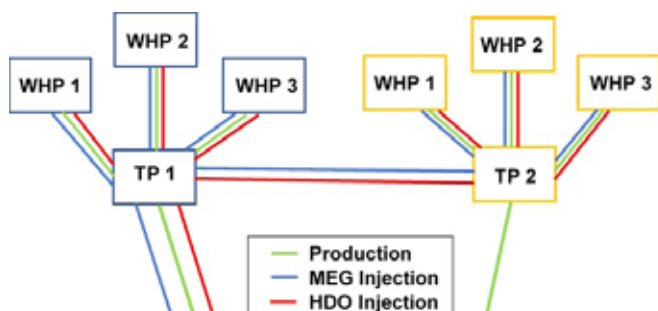 WHP 1
WHP 2
WHP 3
TP 1
WHP 1
WHP 2
WHP 3
TP 2
Production
MEG Injection
HDO Injection